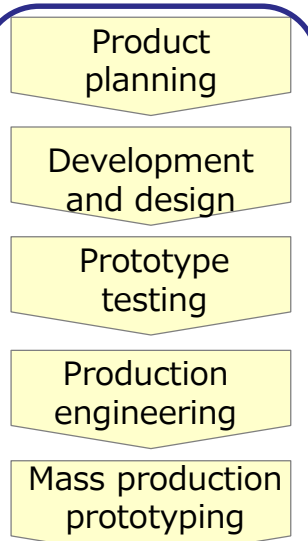 Product
planning
Development
and design
Prototype
testing
Production
engineering
Mass production
prototyping